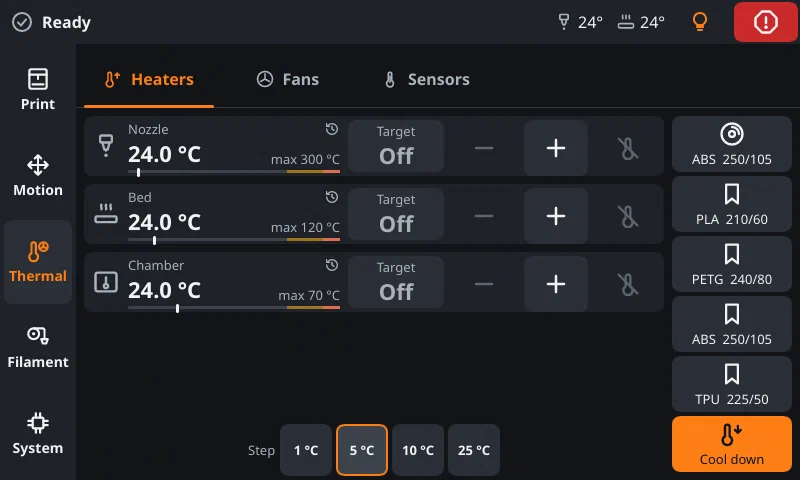 Ready
24° 24°
Print
Motion
Thermal
Filament
System
Heaters Fans Sensors
Nozzle
24.0 °C
max 300 °C
Target
Off
Bed
24.0 °C
max 120 °C
Target
Off
Chamber
24.0 °C
max 70 °C
Target
Off
Step 1 °C 5 °C 10 °C 25 °C
ABS 250/105
PLA 210/60
PETG 240/80
ABS 250/105
TPU 225/50
Cool down